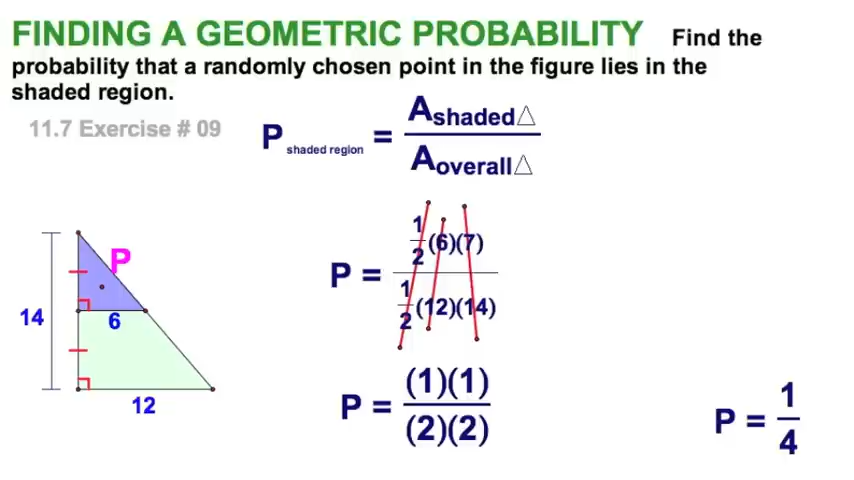 FINDING A GEOMETRIC PROBABILITY Find the
probability that a randomly chosen point in the figure lies in the
shaded region.
11.7 Exercise # 09
P shaded region = A shaded△ / A overall△
P
14
6
12
P = 1/2 (6)(7) / 1/2 (12)(14)
P = (1)(1) / (2)(2)
P = 1/4